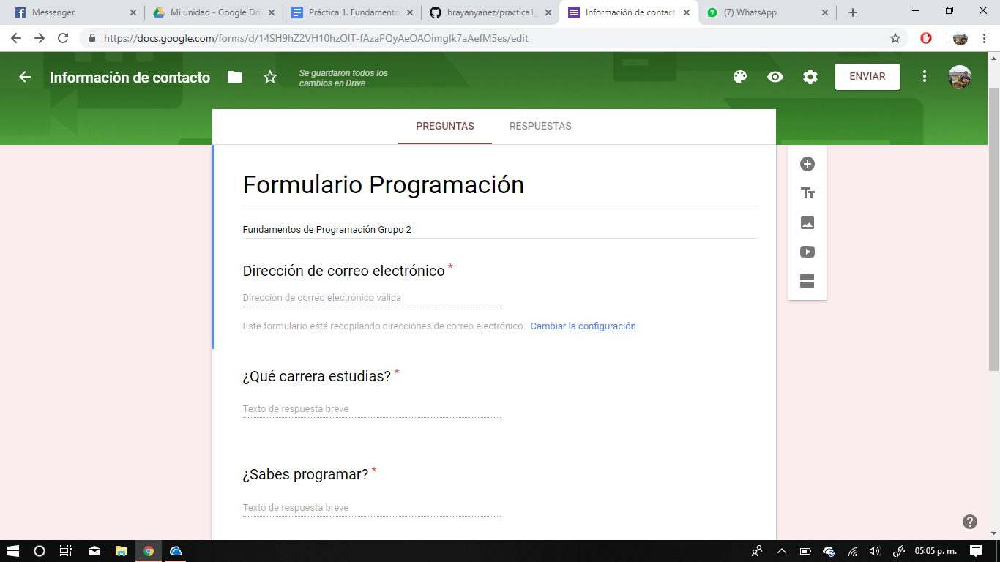 Messenger
Mi unidad - Google Dri
Práctica 1. Fundamento
brayanyanez/practica1_
Información de contact
(7) WhatsApp
https://docs.google.com/forms/d/14SH9hZ2VH10hzOlT-fAzaPQyAeOAOimgIk7aAefM5es/edit
Información de contacto
Se guardaron todos los
cambios en Drive
ENVIAR
PREGUNTAS
RESPUESTAS
Formulario Programación
Fundamentos de Programación Grupo 2
Dirección de correo electrónico *
Dirección de correo electrónico válida
Este formulario está recopilando direcciones de correo electrónico. Cambiar la configuración
¿Qué carrera estudias? *
Texto de respuesta breve
¿Sabes programar? *
Texto de respuesta breve
05:05 p. m.